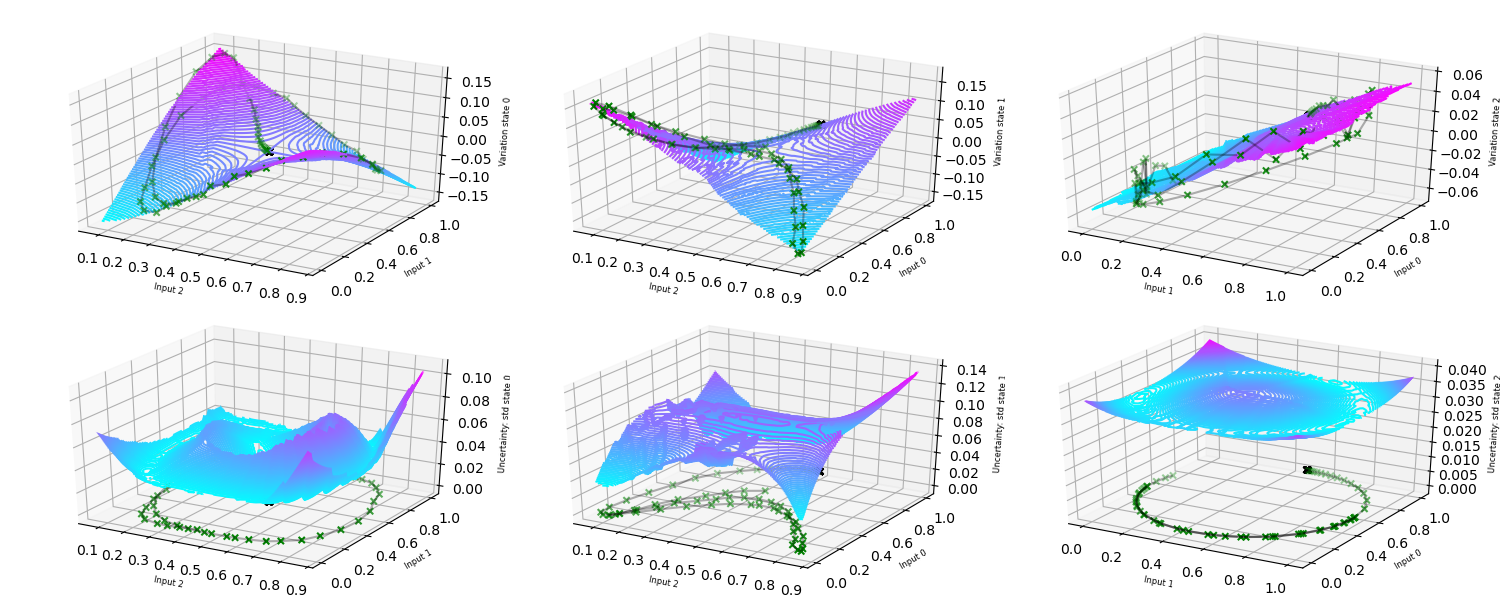 0.15
0.10
0.05
0.00
−0.05
−0.10
−0.15
Variation state 0
0.1 0.2 0.3 0.4 0.5 0.6 0.7 0.8 0.9
Input 2
0.0 0.2 0.4 0.6 0.8 1.0
Input 1
0.15
0.10
0.05
0.00
−0.05
−0.10
−0.15
Variation state 1
0.1 0.2 0.3 0.4 0.5 0.6 0.7 0.8 0.9
Input 2
0.0 0.2 0.4 0.6 0.8 1.0
Input 0
0.06
0.04
0.02
0.00
−0.02
−0.04
−0.06
Variation state 2
0.0 0.2 0.4 0.6 0.8 1.0
Input 1
0.0 0.2 0.4 0.6 0.8 1.0
Input 0
0.10
0.08
0.06
0.04
0.02
0.00
Uncertainty: std state 0
0.1 0.2 0.3 0.4 0.5 0.6 0.7 0.8 0.9
Input 2
0.0 0.2 0.4 0.6 0.8 1.0
Input 1
0.14
0.12
0.10
0.08
0.06
0.04
0.02
0.00
Uncertainty: std state 1
0.1 0.2 0.3 0.4 0.5 0.6 0.7 0.8 0.9
Input 2
0.0 0.2 0.4 0.6 0.8 1.0
Input 0
0.040
0.035
0.030
0.025
0.020
0.015
0.010
0.005
0.000
Uncertainty: std state 2
0.0 0.2 0.4 0.6 0.8 1.0
Input 1
0.0 0.2 0.4 0.6 0.8 1.0
Input 0